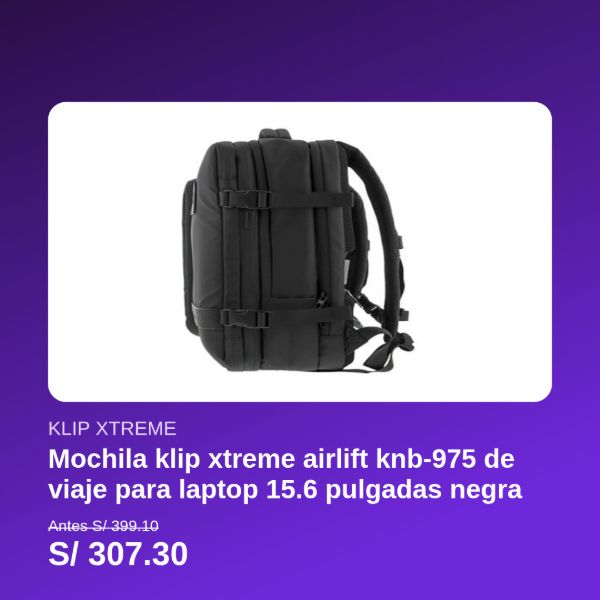 KLIP XTREME
Mochila klip xtreme airlift knb-975 de
viaje para laptop 15.6 pulgadas negra
Antes S/ 399.10
S/ 307.30